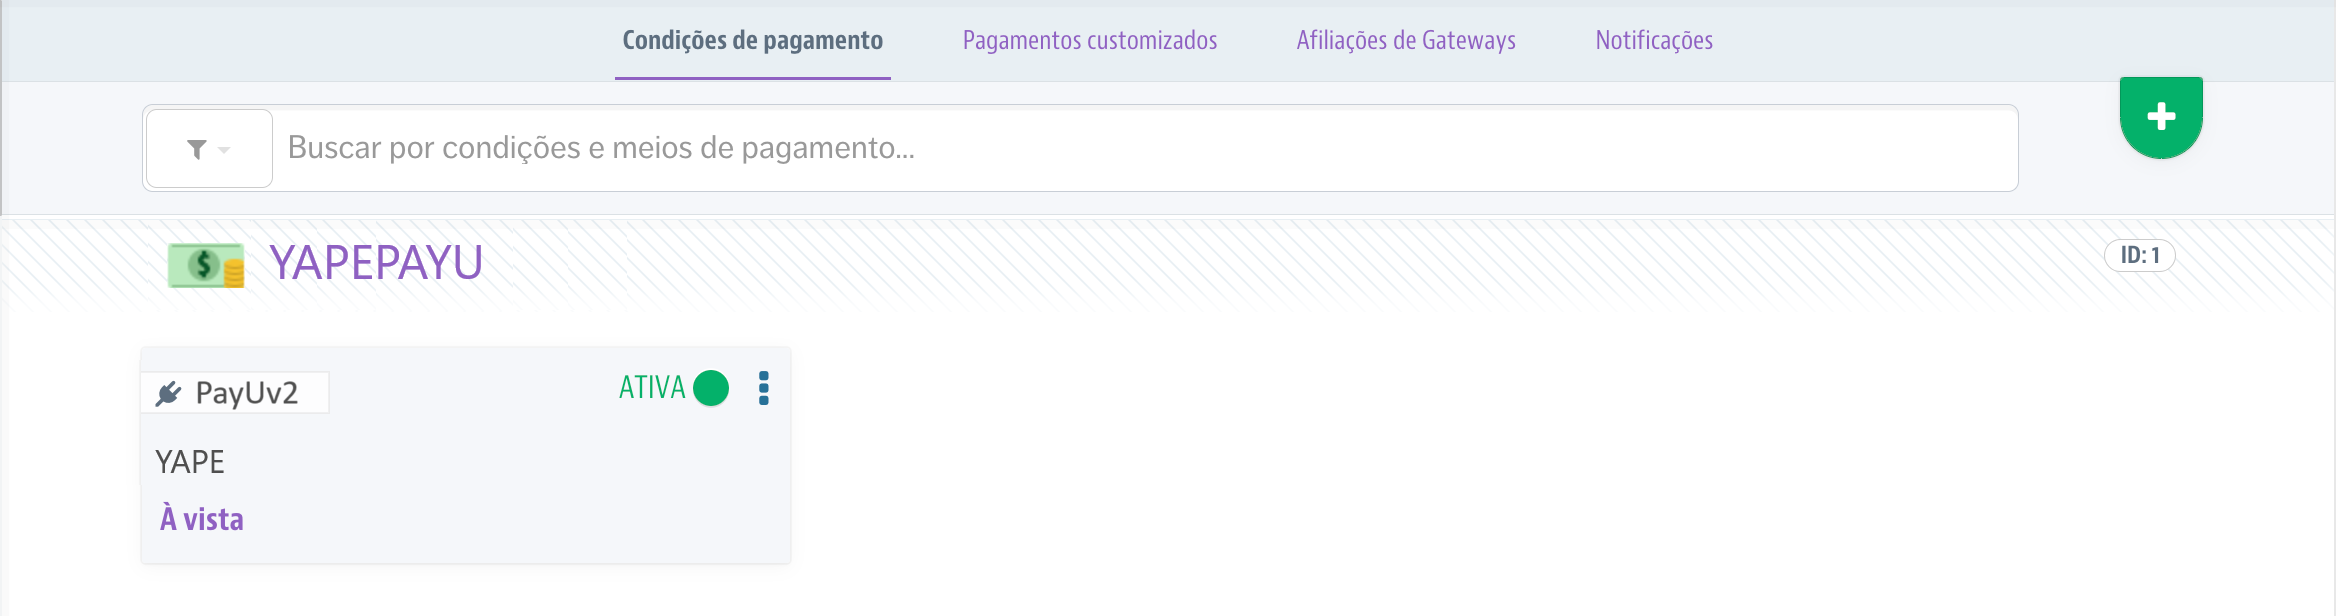 Condições de pagamento Pagamentos customizados Afiliações de Gateways Notificações
Buscar por condições e meios de pagamento...
YAPEPAYU ID: 1
PayUv2 ATIVA
YAPE
À vista